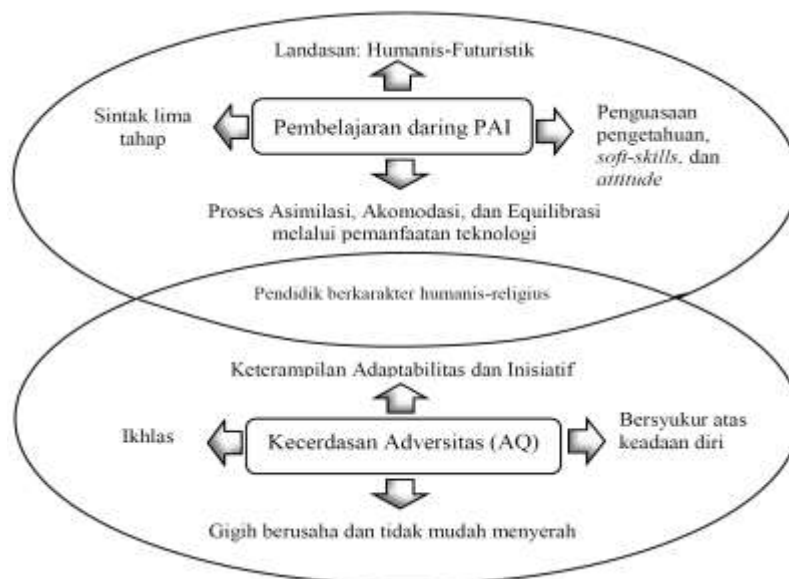 Landasan: Humanis-Futuristik
Sintak lima
tahap
Pembelajaran daring PAI
Penguasaan
pengetahuan,
soft-skills, dan
attitude
Proses Asimilasi, Akomodasi, dan Equilibrasi
melalui pemanfaatan teknologi
Pendidik berkarakter humanis-religius
Keterampilan Adaptabilitas dan Inisiatif
Ikhlas
Kecerdasan Adversitas (AQ)
Bersyukur atas
keadaan diri
Gigih berusaha dan tidak mudah menyerah